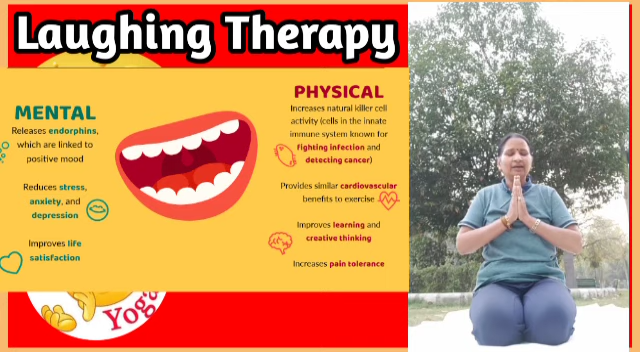 Laughing Therapy
MENTAL
Releases endorphins,
which are linked to
positive mood
Reduces stress,
anxiety, and
depression
Improves life
satisfaction
PHYSICAL
Increases natural killer cell
activity (cells in the innate
immune system known for
fighting infection and
detecting cancer)
Provides similar cardiovascular
benefits to exercise
Improves learning and
creative thinking
Increases pain tolerance
Yoga